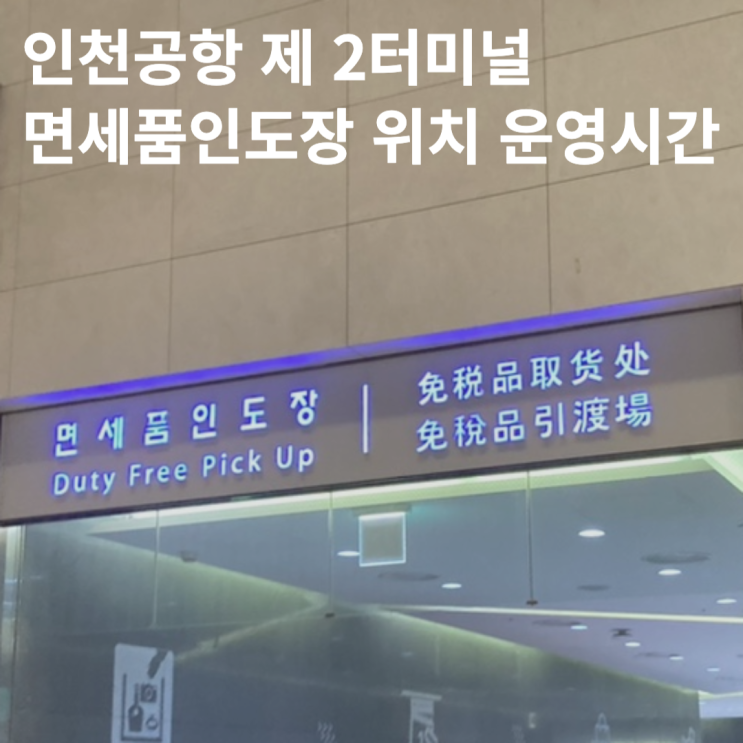 인천공항 제 2터미널
면세품인도장 위치 운영시간
면세품인도장
Duty Free Pick Up
免税品取货处
免稅品引渡場